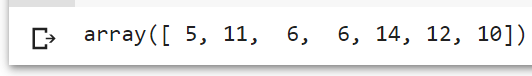 array([ 5, 11,  6,  6, 14, 12, 10])